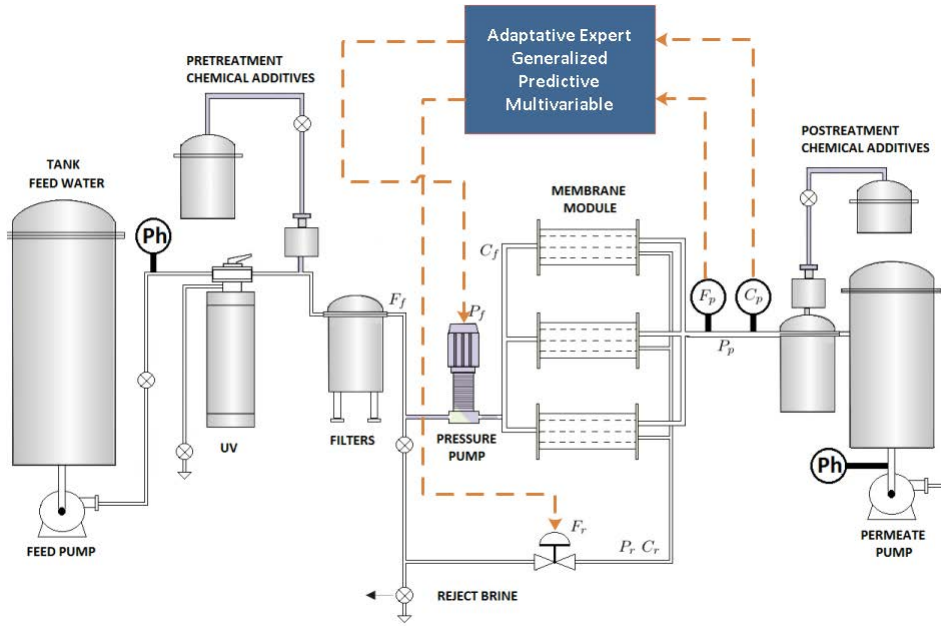 Adaptative Expert
Generalized
Predictive
Multivariable
PRETREATMENT
CHEMICAL ADDITIVES
POSTREATMENT
CHEMICAL ADDITIVES
TANK
FEED WATER
MEMBRANE
MODULE
Ph
C_f
F_f
P_f
F_p
C_p
P_p
UV
FILTERS
PRESSURE
PUMP
Ph
F_r
P_r C_r
FEED PUMP
PERMEATE
PUMP
REJECT BRINE